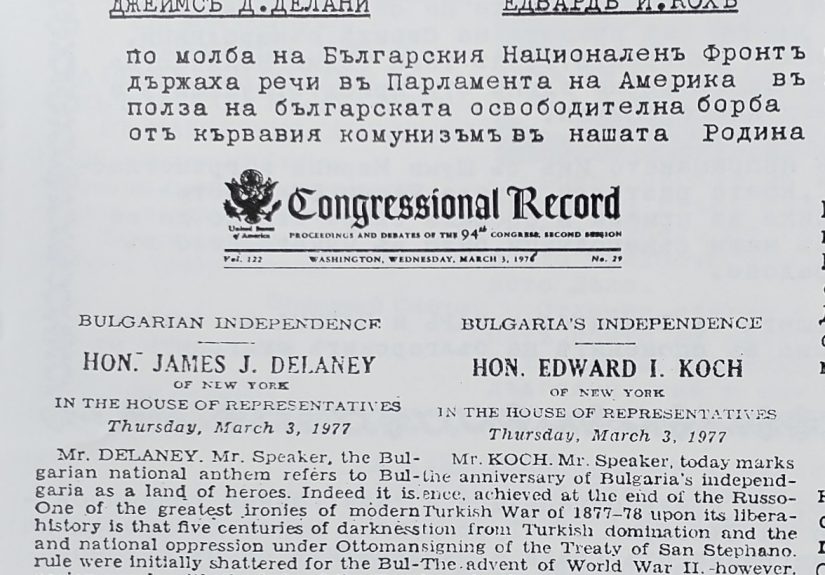 ДЖЕЙМСЪ Д.ДЕЛАНИ
ЕДВАРДЪ И.КОХЪ
по молба на Българския Националенъ Фронтъ
държаха речи въ Парламента на Америка въ
полза на българската освободителна борба
отъ кървавия комунизъмъ въ нашата Родина
United States
of America
Congressional Record
PROCEEDINGS AND DEBATES OF THE 94th CONGRESS, SECOND SESSION
Vol. 122
WASHINGTON, WEDNESDAY, MARCH 3, 1976
No. 29
BULGARIAN INDEPENDENCE
HON. JAMES J. DELANEY
OF NEW YORK
IN THE HOUSE OF REPRESENTATIVES
Thursday, March 3, 1977
Mr. DELANEY. Mr. Speaker, the Bul-
garian national anthem refers to Bul-
garia as a land of heroes. Indeed it is.
One of the greatest ironies of modern
history is that five centuries of darkness
and national oppression under Ottoman
rule were initially shattered for the Bul-
BULGARIA'S INDEPENDENCE
HON. EDWARD I. KOCH
OF NEW YORK
IN THE HOUSE OF REPRESENTATIVES
Thursday, March 3, 1977
Mr. KOCH. Mr. Speaker, today marks
the anniversary of Bulgaria's independ-
ence, achieved at the end of the Russo-
Turkish War of 1877-78 upon its libera-
tion from Turkish domination and the
signing of the Treaty of San Stephano.
The advent of World War II, however,